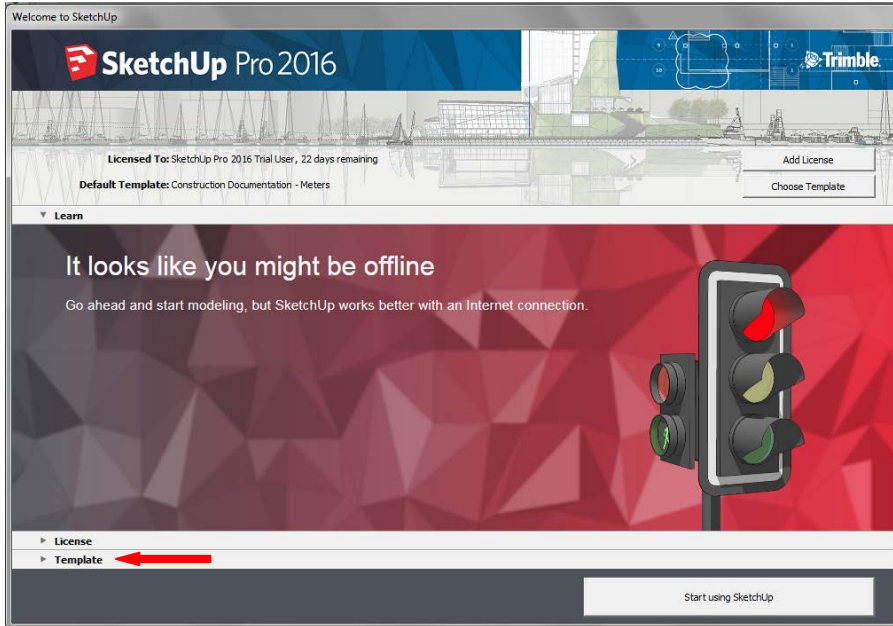 Welcome to SketchUp
SketchUp Pro 2016
Trimble.
Licensed To: SketchUp Pro 2016 Trial User, 22 days remaining
Add License
Default Template: Construction Documentation - Meters
Choose Template
Learn
It looks like you might be offline
Go ahead and start modeling, but SketchUp works better with an Internet connection.
License
Template
Start using SketchUp